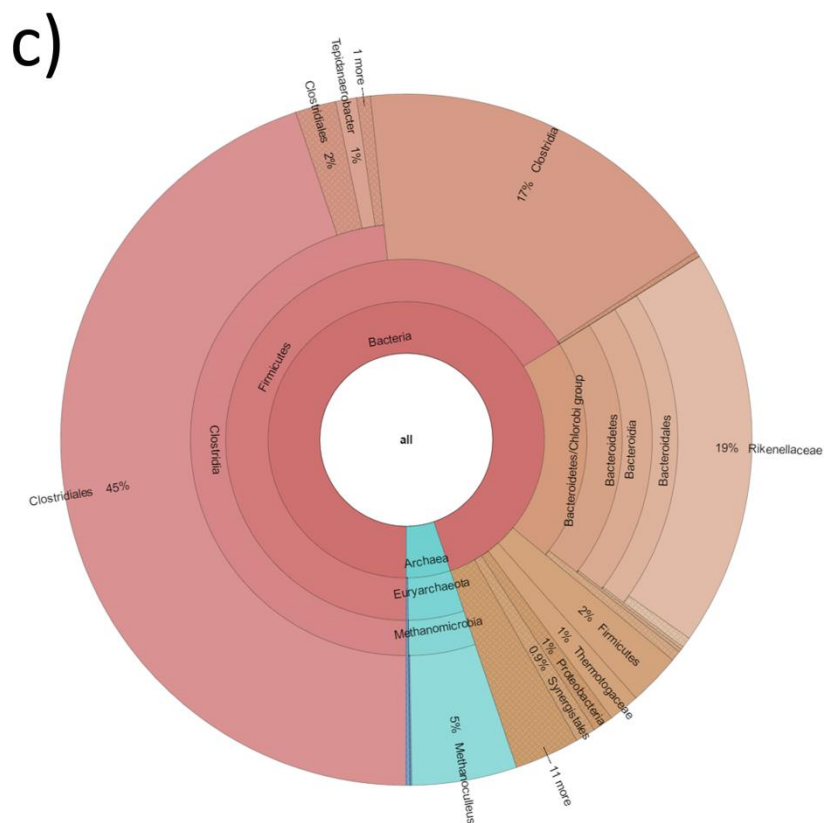 c)
1 more
Tepidanaerobacter 1%
Clostridiales 2%
17% Clostridia
Bacteria
Firmicutes
Clostridia
all
Bacteroidetes/Chlorobi group
Bacteroidetes
Bacteroidia
Bacteroidales
19% Rikenellaceae
Clostridiales 45%
Archaea
Euryarchaeota
Methanomicrobia
5% Methanoculleus
2% Firmicutes
1% Thermotogaceae
1% Proteobacteria
0.9% Synergistales
11 more